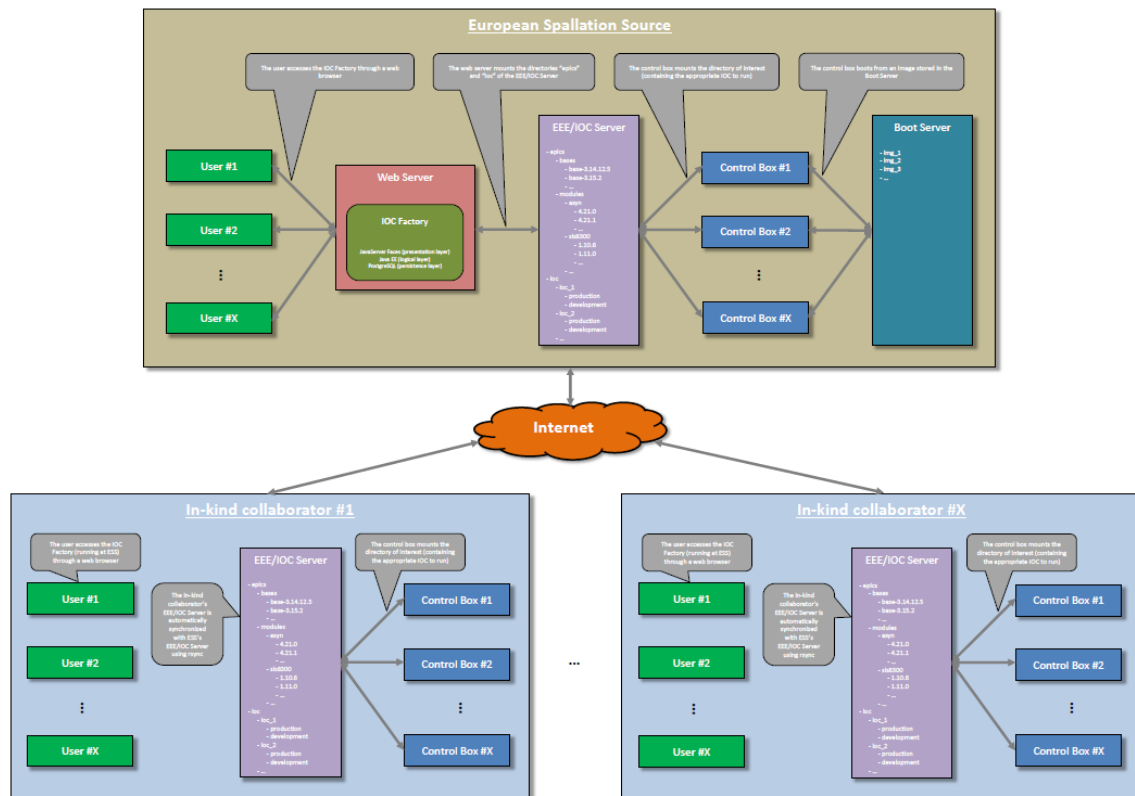 European Spallation Source
The user accesses the IOC Factory through a web
browser
The web server mounts the directories "epics"
and "ioc" of the EEE/IOC Server
The control box mounts the directory of interest
(containing the appropriate IOC to run)
The control box boots from an image stored in the
Boot Server
User #1
User #2
⋮
User #X
Web Server
IOC Factory
JavaServer Faces (presentation layer)
Java EE (logical layer)
PostgreSQL (persistence layer)
EEE/IOC Server
- epics
- bases
- base-3.14.12.5
- base-3.15.2
- ...
- modules
- asyn
- 4.21.0
- 4.21.1
- ...
- sis8300
- 1.10.6
- 1.11.0
- ...
- ...
- ioc
- ioc_1
- production
- development
- ioc_2
- production
- development
- ...
Control Box #1
Control Box #2
⋮
Control Box #X
Boot Server
- img_1
- img_2
- img_3
- ...
Internet
In-kind collaborator #1
The user accesses the IOC
Factory (running at ESS)
through a web browser
User #1
User #2
⋮
User #X
The in-kind
collaborator's
EEE/IOC Server is
automatically
synchronized
with ESS's
EEE/IOC Server
using rsync
EEE/IOC Server
- epics
- bases
- base-3.14.12.5
- base-3.15.2
- ...
- modules
- asyn
- 4.21.0
- 4.21.1
- ...
- sis8300
- 1.10.6
- 1.11.0
- ...
- ...
- ioc
- ioc_1
- production
- development
- ioc_2
- production
- development
- ...
The control box mounts the
directory of interest (containing
the appropriate IOC to run)
Control Box #1
Control Box #2
⋮
Control Box #X
...
In-kind collaborator #X
The user accesses the IOC
Factory (running at ESS)
through a web browser
User #1
User #2
⋮
User #X
The in-kind
collaborator's
EEE/IOC Server is
automatically
synchronized
with ESS's
EEE/IOC Server
using rsync
EEE/IOC Server
- epics
- bases
- base-3.14.12.5
- base-3.15.2
- ...
- modules
- asyn
- 4.21.0
- 4.21.1
- ...
- sis8300
- 1.10.6
- 1.11.0
- ...
- ...
- ioc
- ioc_1
- production
- development
- ioc_2
- production
- development
- ...
The control box mounts the
directory of interest (containing
the appropriate IOC to run)
Control Box #1
Control Box #2
⋮
Control Box #X